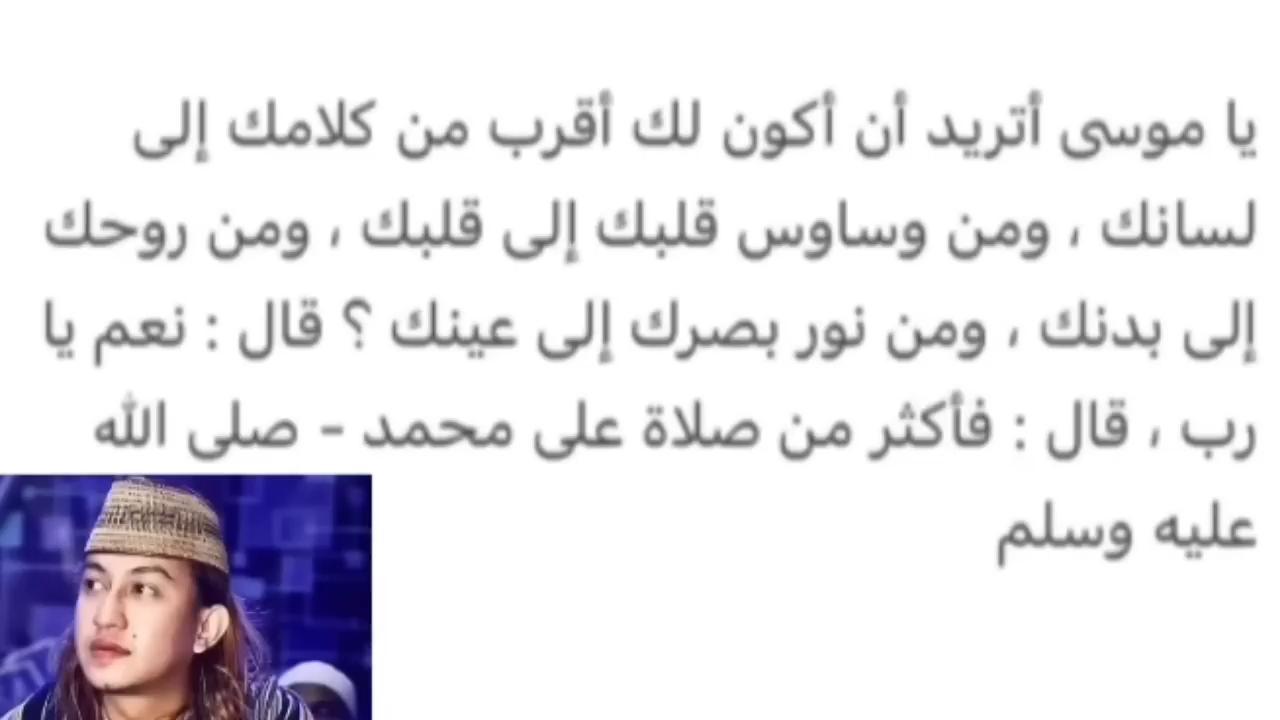 يا موسى أتريد أن أكون لك أقرب من كلامك إلى
لسانك ، ومن وساوس قلبك إلى قلبك ، ومن روحك
إلى بدنك ، ومن نور بصرك إلى عينك ؟ قال : نعم يا
رب ، قال : فأكثر من صلاة على محمد - صلى الله
عليه وسلم